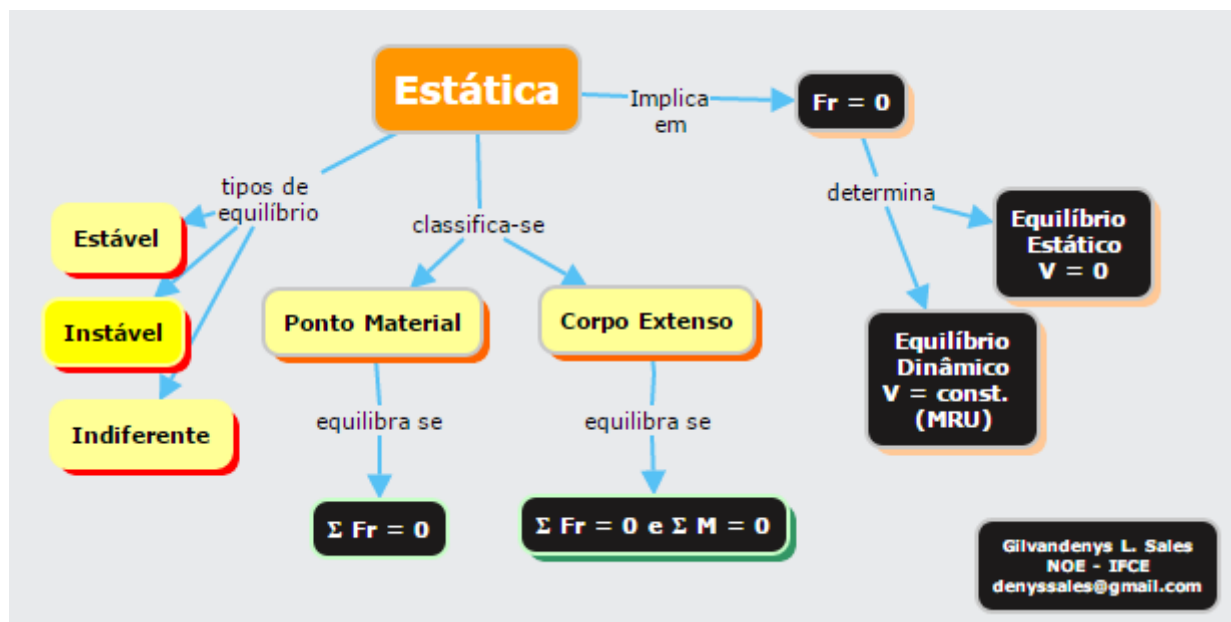 Estática
Implica
em
Fr = 0
tipos de
equilíbrio
classifica-se
determina
Estável
Equilíbrio
Estático
V = 0
Instável
Ponto Material
Corpo Extenso
Equilíbrio
Dinâmico
V = const.
(MRU)
Indiferente
equilibra se
equilibra se
Σ Fr = 0
Σ Fr = 0 e Σ M = 0
Gilvandenys L. Sales
NOE - IFCE
denyssales@gmail.com